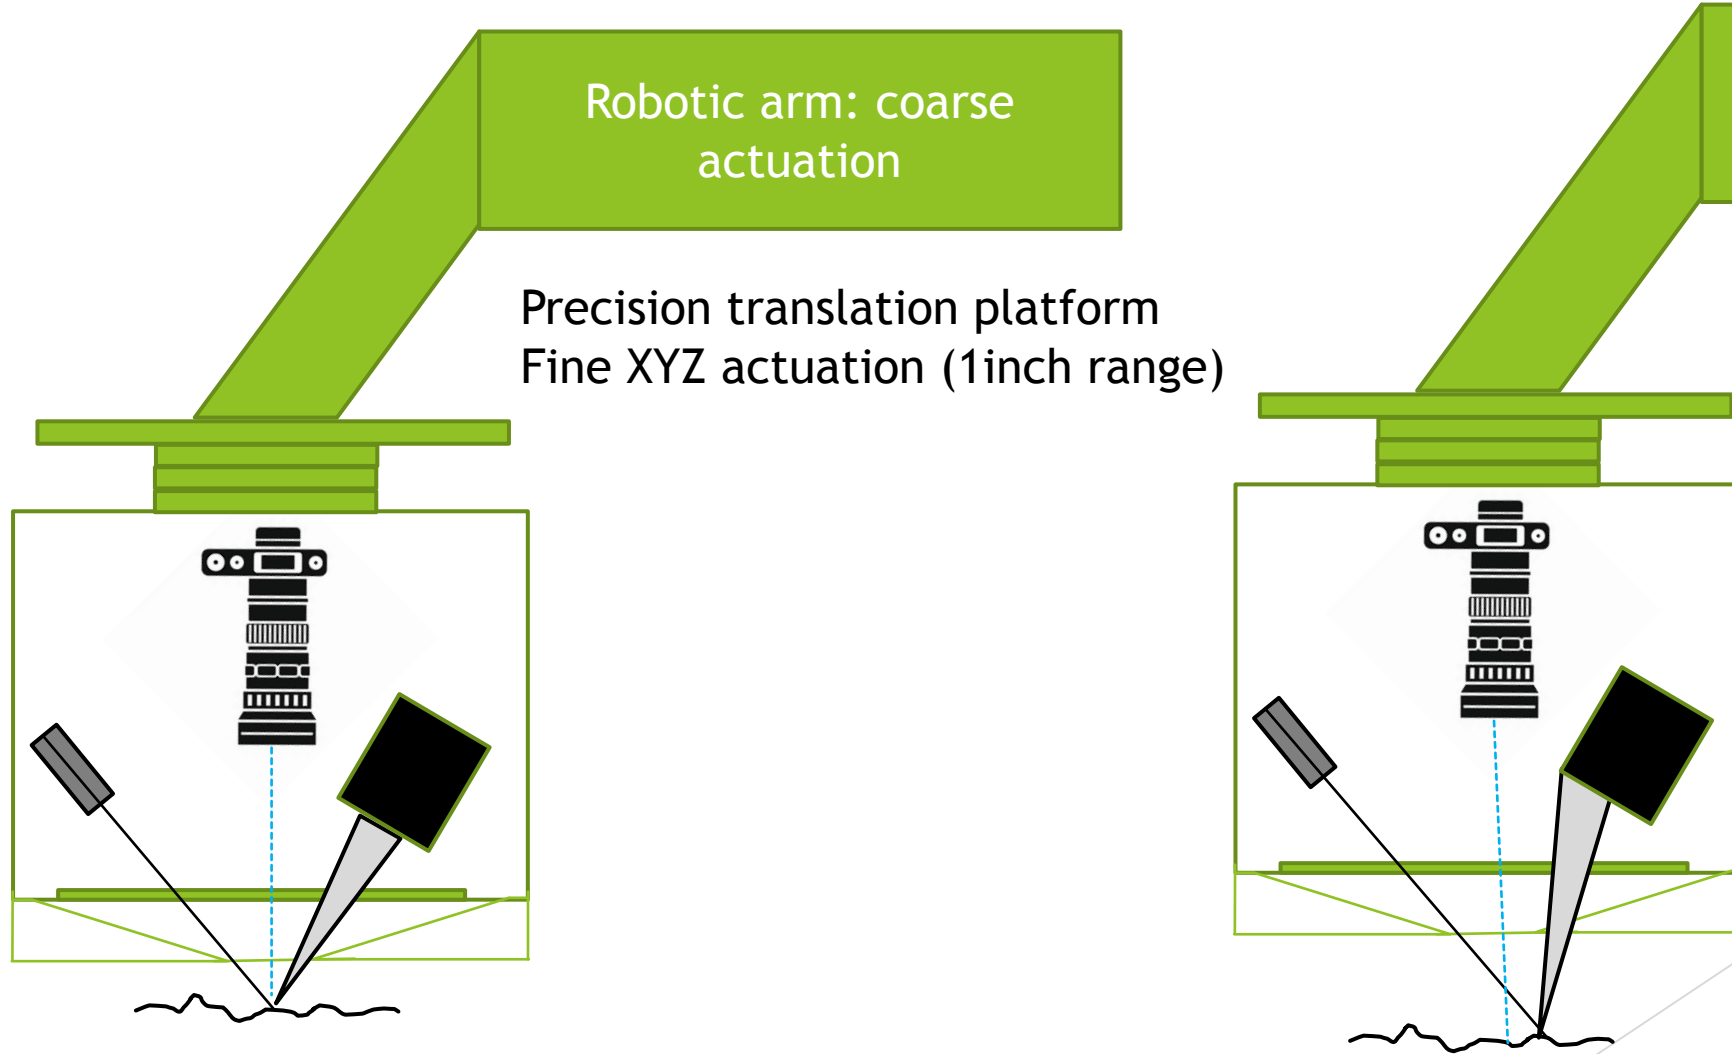 Robotic arm: coarse
actuation
Precision translation platform
Fine XYZ actuation (1inch range)